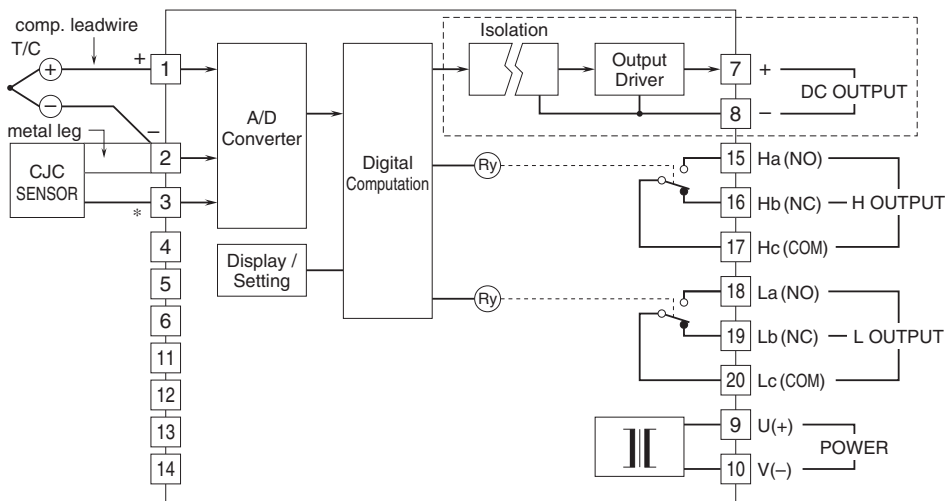 comp. leadwire
T/C
+
−
+
−
metal leg
CJC
SENSOR
*
1
2
3
4
5
6
11
12
13
14
A/D
Converter
Display /
Setting
Digital
Computation
Isolation
Output
Driver
Ry
Ry
7 +
8 −
DC OUTPUT
15 Ha (NO)
16 Hb (NC)
17 Hc (COM)
H OUTPUT
18 La (NO)
19 Lb (NC)
20 Lc (COM)
L OUTPUT
9 U(+)
10 V(–)
POWER